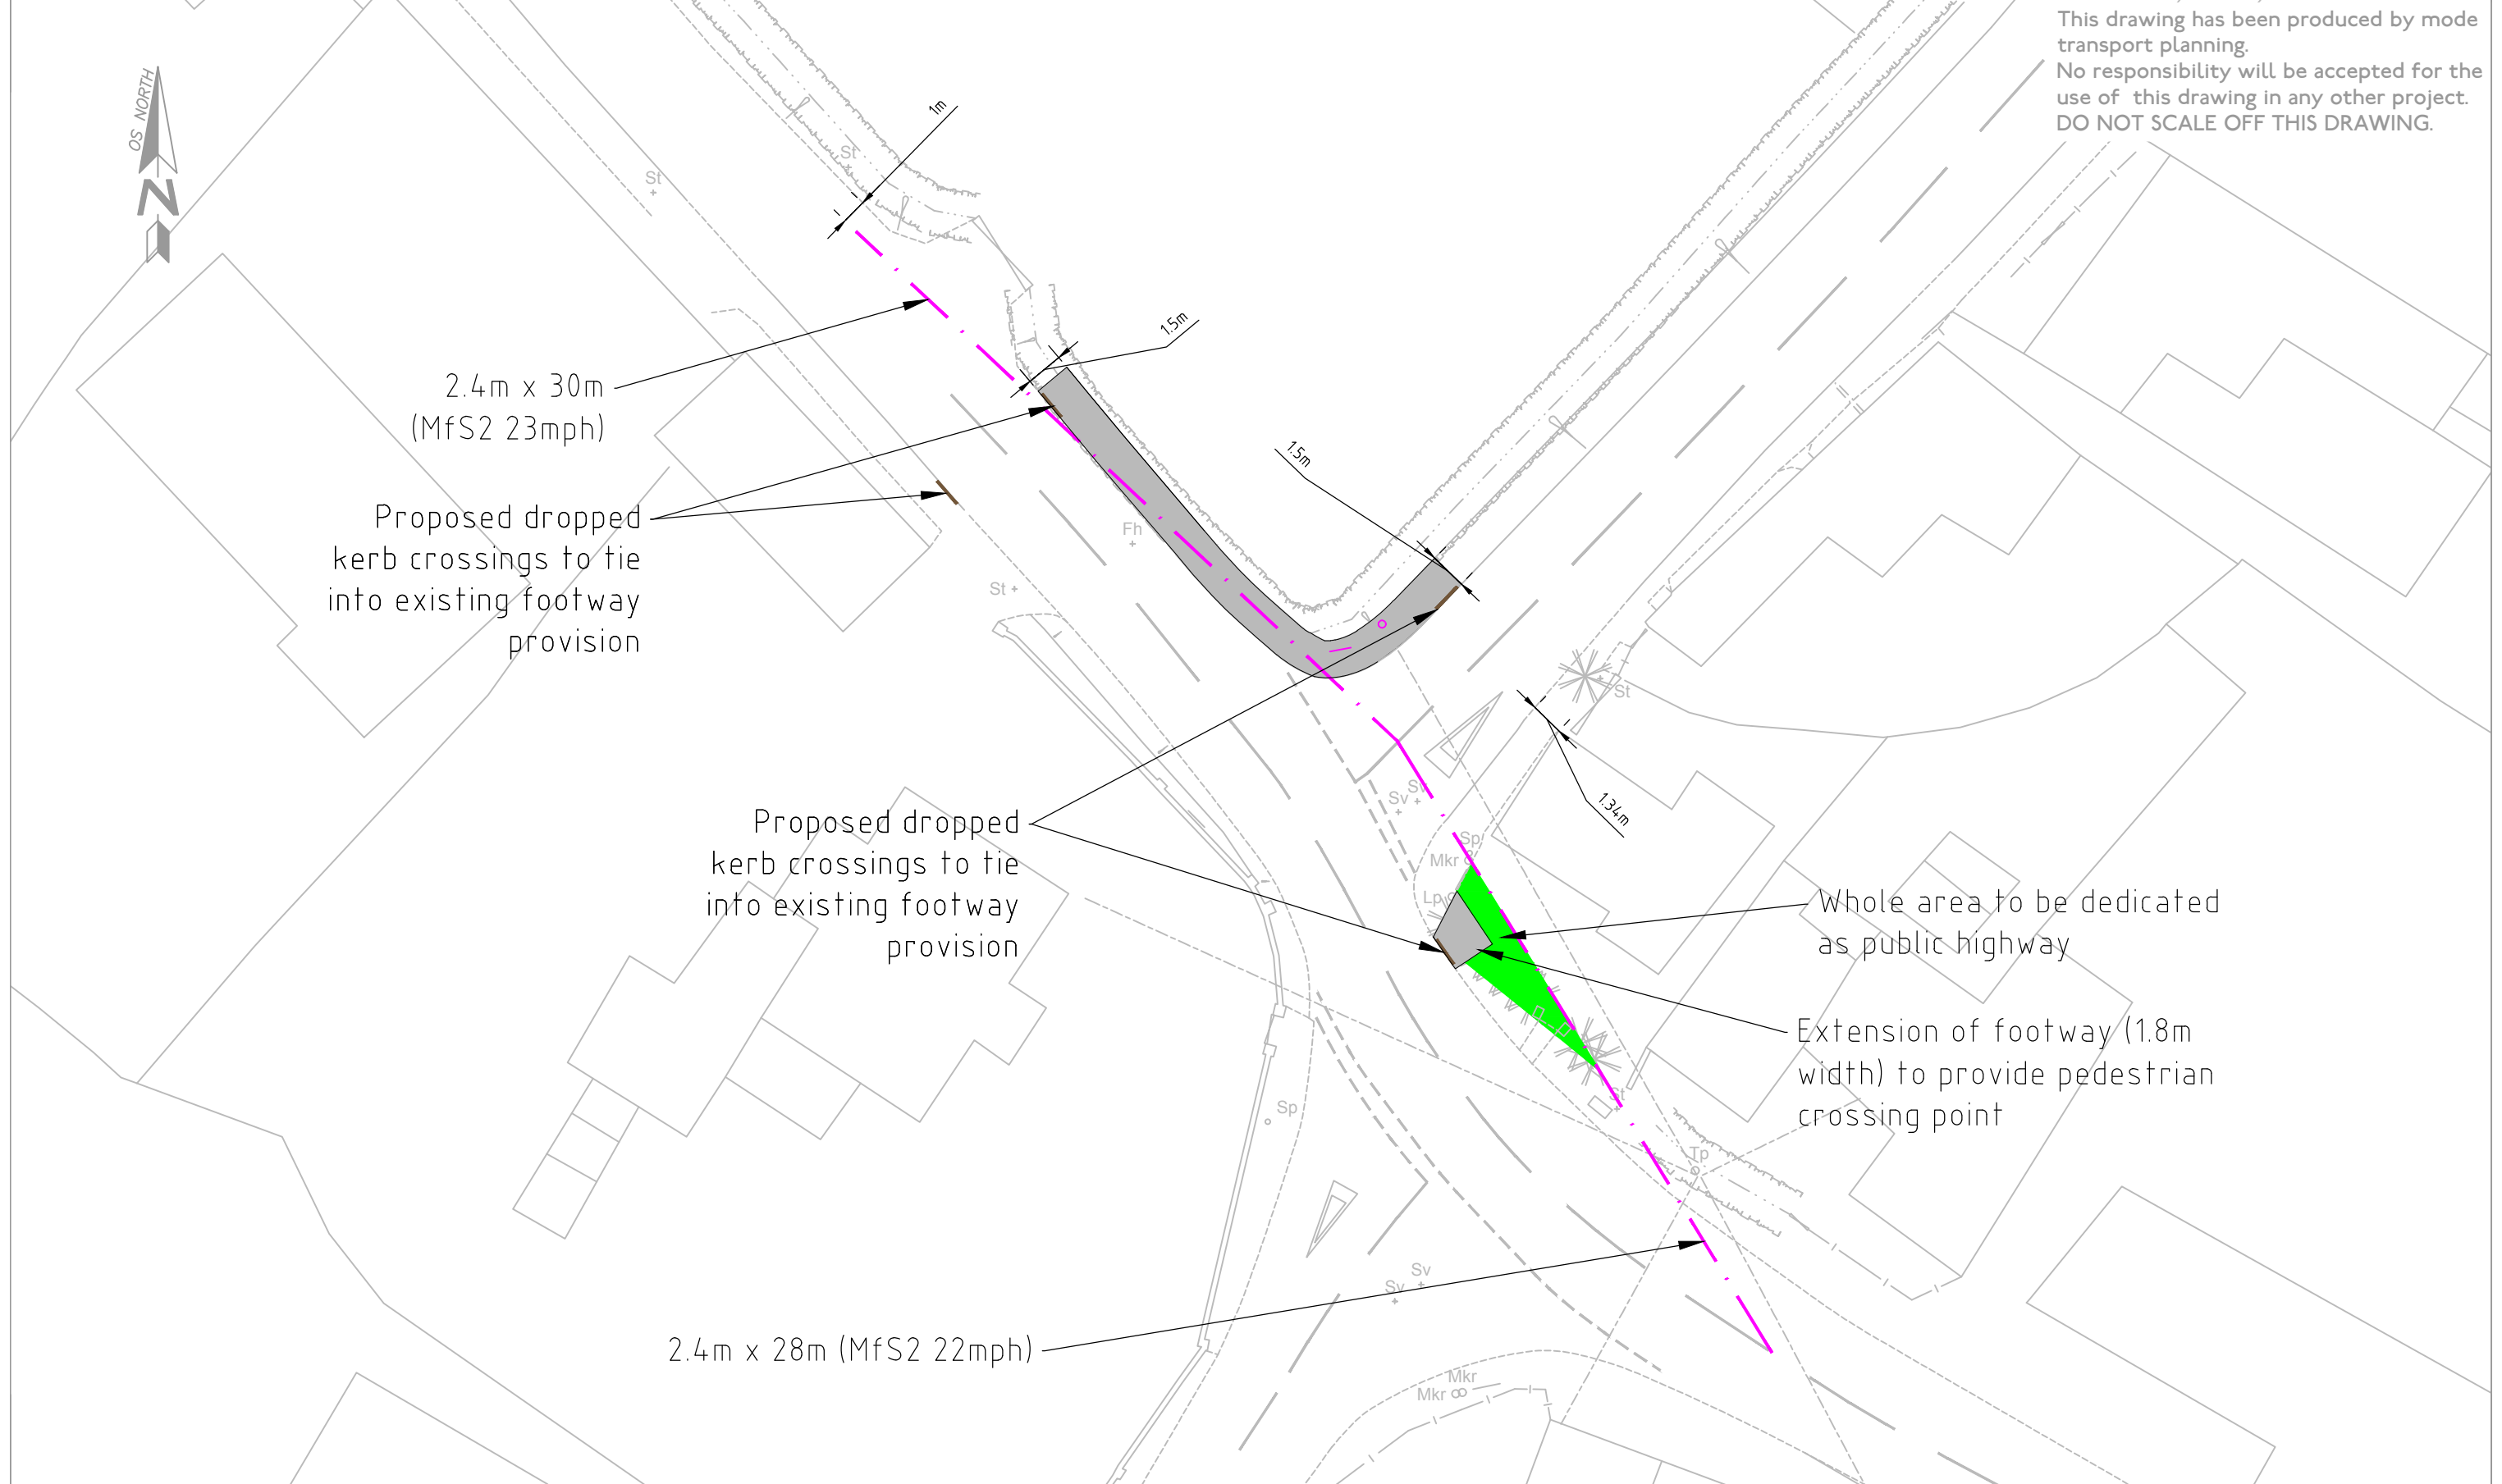 This drawing has been produced by mode
transport planning.
No responsibility will be accepted for the
use of this drawing in any other project.
DO NOT SCALE OFF THIS DRAWING.
OS NORTH
N
1m
St
St
1.5m
2.4m x 30m
(MfS2 23mph)
1.5m
Proposed dropped
kerb crossings to tie
into existing footway
provision
Fh
St
St
1.34m
Sv
St
Sp
Mkr
Lp
Proposed dropped
kerb crossings to tie
into existing footway
provision
Whole area to be dedicated
as public highway
Extension of footway (1.8m
width) to provide pedestrian
crossing point
St
Sp
Tp
Sv
Sv
2.4m x 28m (MfS2 22mph)
Mkr
Mkr